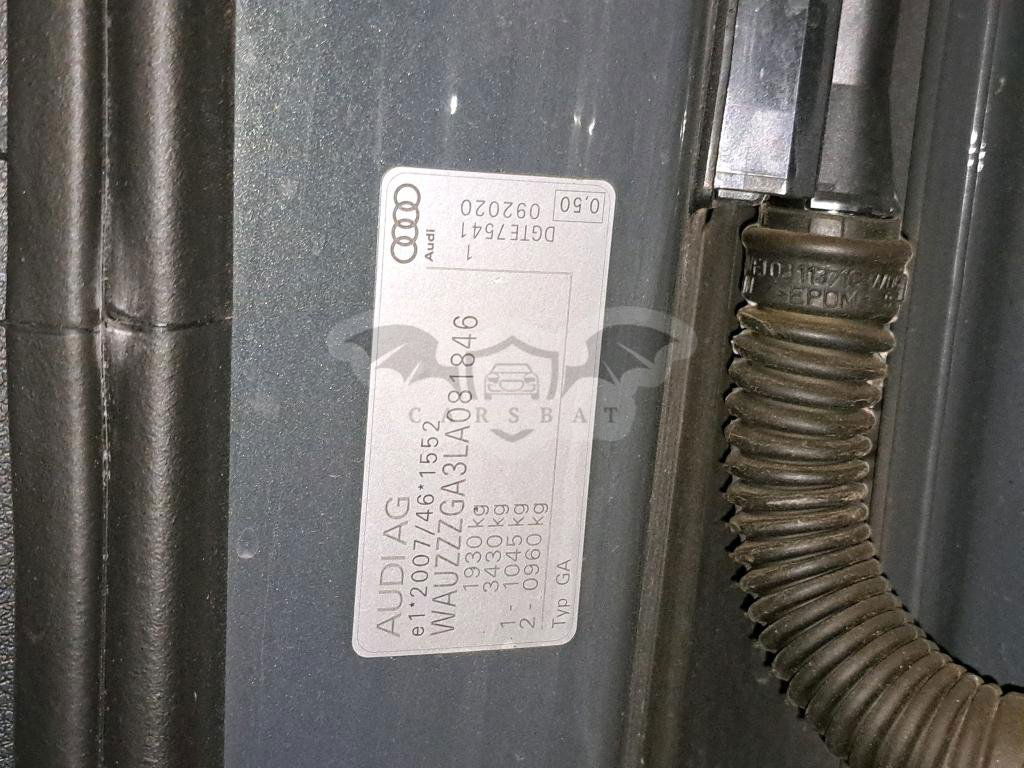 AUDI AG
Audi
e1*2007/46*1552
WAUZZZGA3LA081846
1930 kg
3430 kg
1 - 1045 kg
2 - 0960 kg
Typ GA
1
DGTE7541
092020
0.50
CARSBAT
EPDM